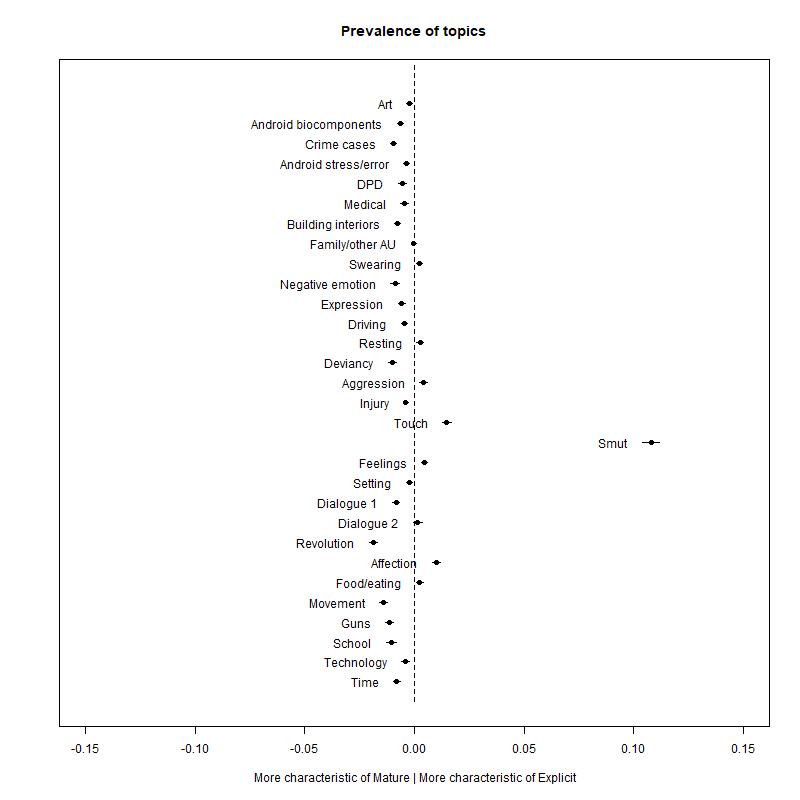 Prevalence of topics
Art
Android biocomponents
Crime cases
Android stress/error
DPD
Medical
Building interiors
Family/other AU
Swearing
Negative emotion
Expression
Driving
Resting
Deviancy
Aggression
Injury
Touch
Smut
Feelings
Setting
Dialogue 1
Dialogue 2
Revolution
Affection
Food/eating
Movement
Guns
School
Technology
Time
-0.15 -0.10 -0.05 0.00 0.05 0.10 0.15
More characteristic of Mature | More characteristic of Explicit